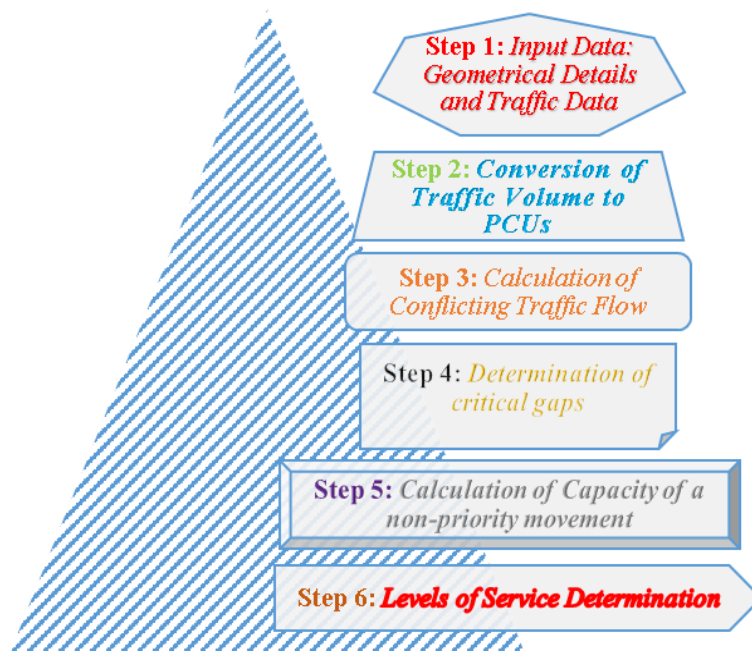 Step 1: Input Data:
Geometrical Details
and Traffic Data
Step 2: Conversion of
Traffic Volume to
PCUs
Step 3: Calculation of
Conflicting Traffic Flow
Step 4: Determination of
critical gaps
Step 5: Calculation of Capacity of a
non-priority movement
Step 6: Levels of Service Determination